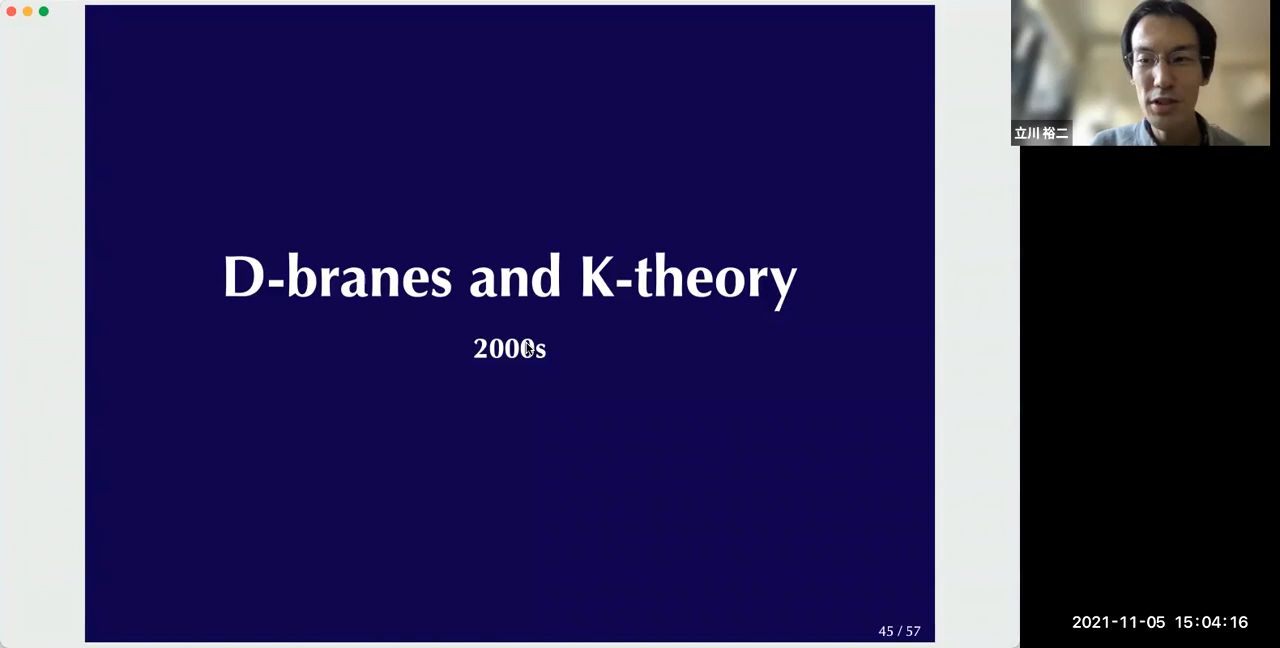 D-branes and K-theory
2000s
45 / 57
立川 裕二
2021-11-05 15:04:16